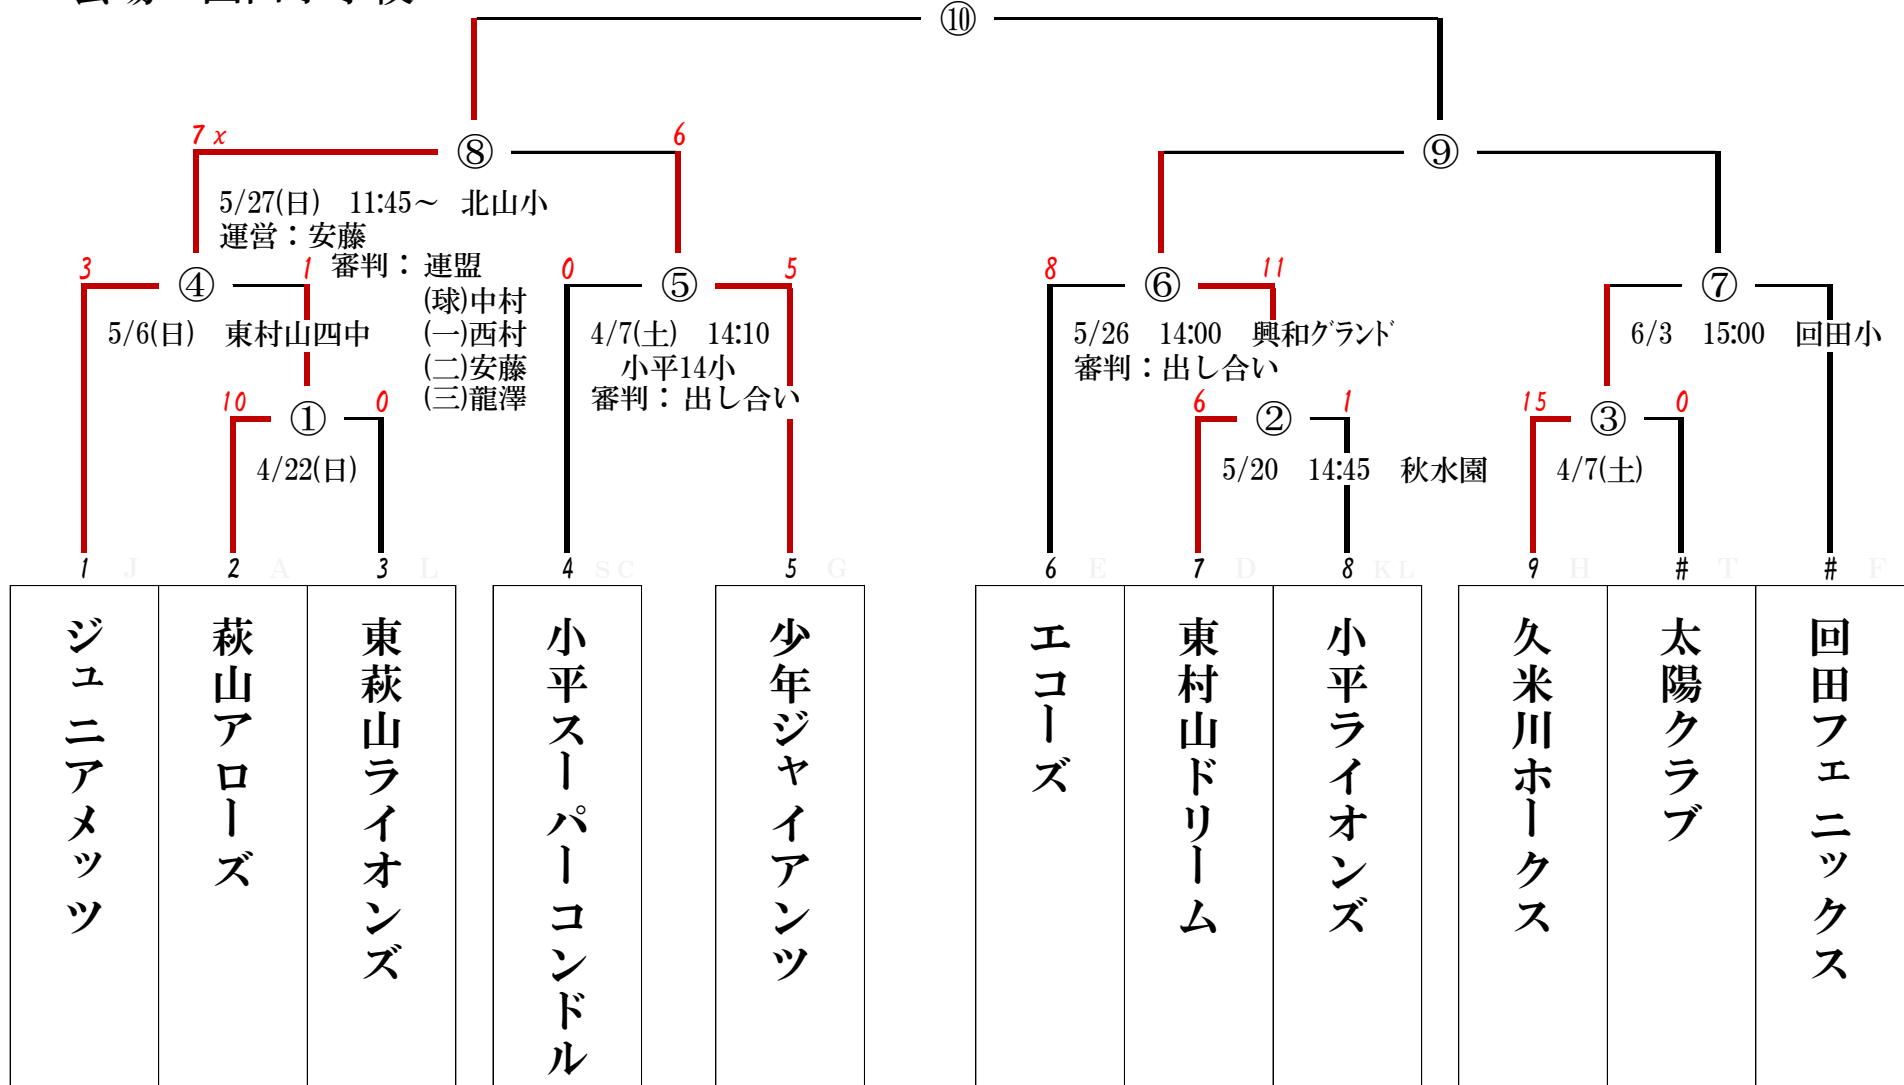 ⑩
7x ⑧ 6
⑨
5/27(日) 11:45～ 北山小
運営：安藤
審判：連盟
(球)中村
(一)西村
(二)安藤
(三)龍澤
3 ④ 1
5/6(日) 東村山四中
0 ⑤ 5
4/7(土) 14:10
小平14小
審判：出し合い
8 ⑥ 11
5/26 14:00 興和グランド
審判：出し合い
⑦
6/3 15:00 回田小
10 ① 0
4/22(日)
6 ② 1
5/20 14:45 秋水園
15 ③ 0
4/7(土)
1 J 2 A 3 L 4 SC 5 G 6 E 7 D 8 KL 9 H # T # F
ジュニアメッツ
萩山アローズ
東萩山ライオンズ
小平スーパーコンドル
少年ジャイアンツ
エコーズ
東村山ドリーム
小平ライオンズ
久米川ホークス
太陽クラブ
回田フェニックス